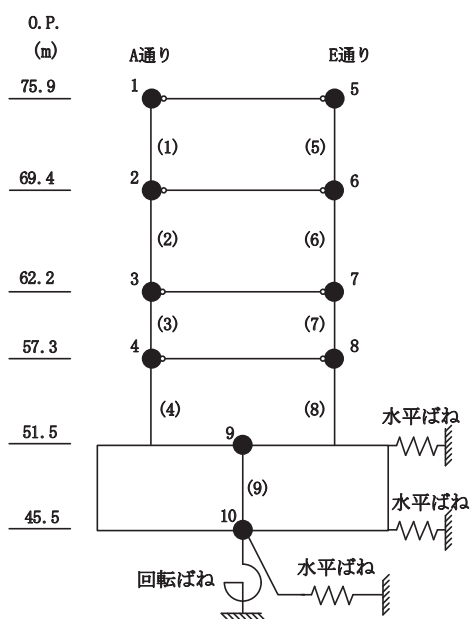 O.P.
(m)
A通り E通り
75.9 1 5
(1) (5)
69.4 2 6
(2) (6)
62.2 3 7
(3) (7)
57.3 4 8
(4) (8)
水平ばね
51.5 9
(9)
水平ばね
45.5 10
水平ばね
回転ばね